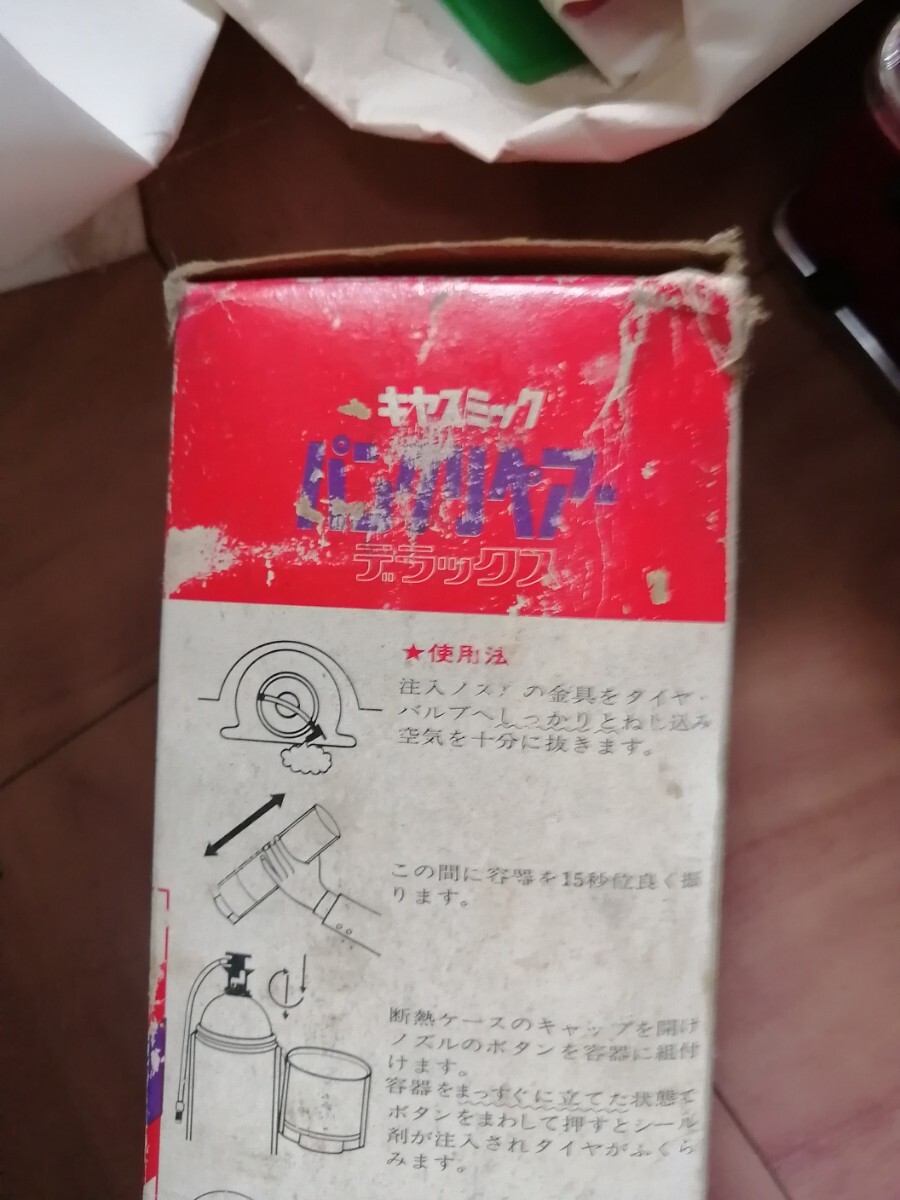 キヤスミック
パンクリペアー
デラックス
★使用法
注入ノズルの金具をタイヤ・
バルブへしっかりとねじ込み
空気を十分に抜きます。
この間に容器を15秒位良く振
ります。
断熱ケースのキャップを開け
ノズルのボタンを容器に組付
けます。
容器をまっすぐに立てた状態で
ボタンをまわして押すとシール
剤が注入されタイヤがふくら
みます。